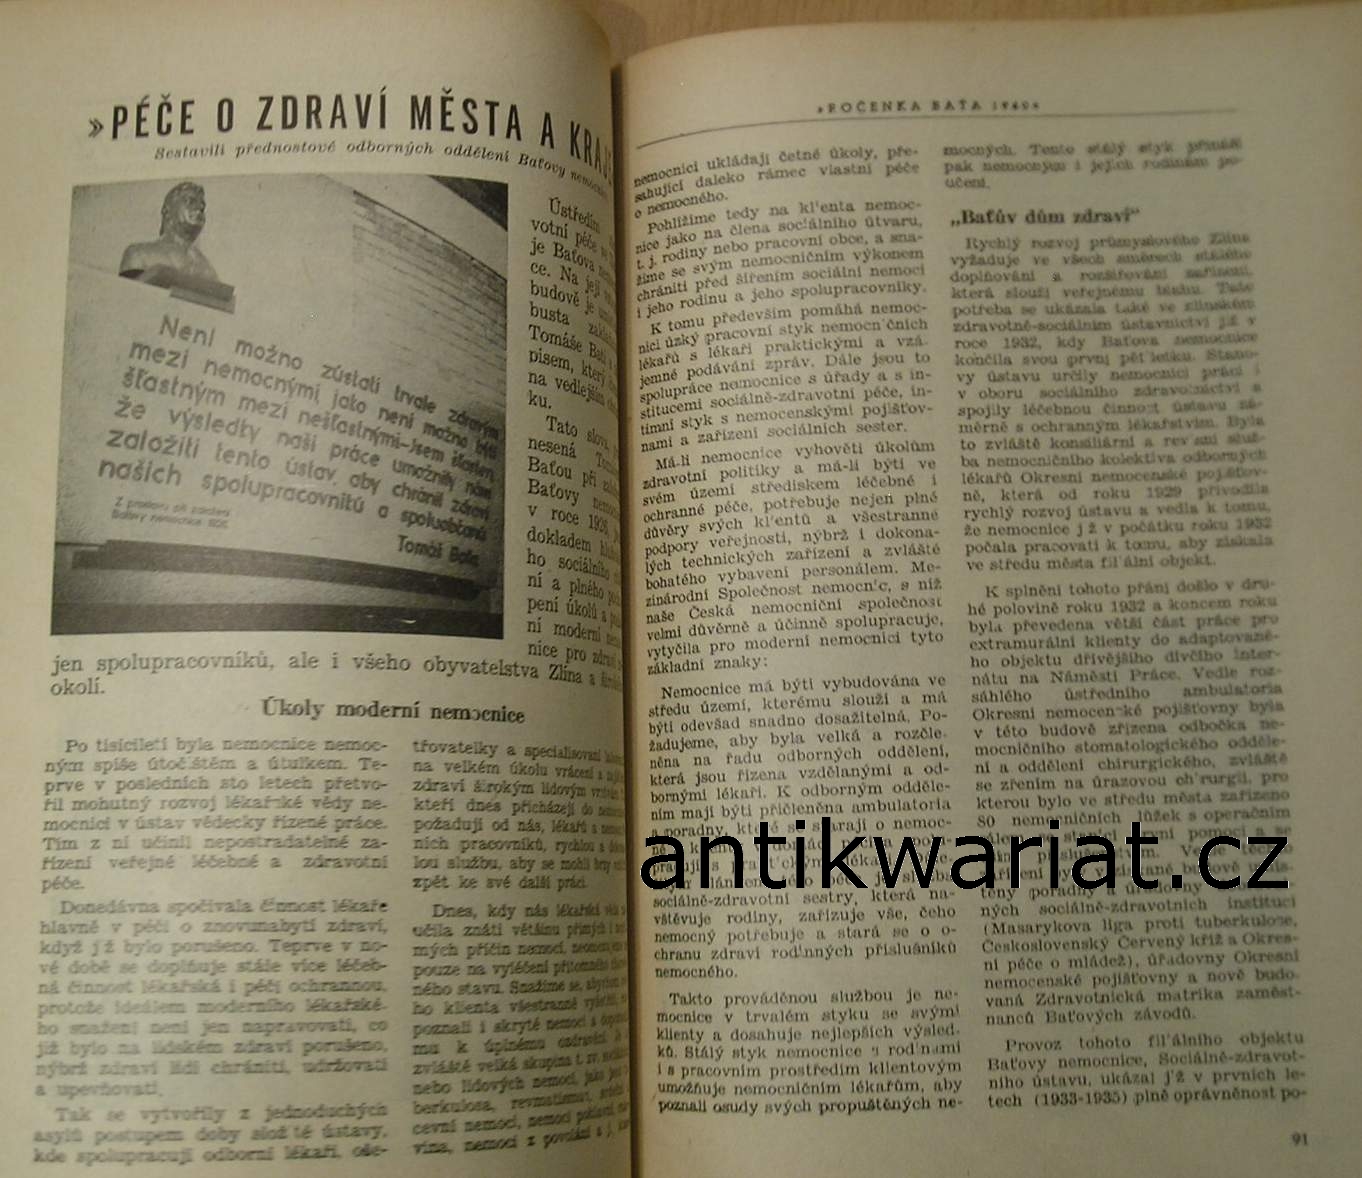 »PÉČE O ZDRAVÍ MĚSTA A KRAJE
Sestavili přednostové odborných oddělení Baťovy nemocnice
Není možno zůstati trvale zdravým
mezi nemocnými, jako není možno býti
šťastným mezi nešťastnými-Jsem šťasten,
že výsledky naší práce umožnily nám
založiti tento ústav, aby chránil zdraví
našich spolupracovníků a spoluobčanů
Z proslovu při založení
Baťovy nemocnice
Tomáš Baťa
Ústředím
votní péče
je Baťova
ce. Na její
budově je
busta
Tomáše Bati
písem, který
na vedlejším
ku.
Tato slova,
nesená
Baťou při
Baťovy
v roce 1926,
dokladem
ho sociálního
ní a plného
pení úkolů a
ní moderní
nice pro zdraví
jen spolupracovníků, ale i všeho obyvatelstva Zlína a
okolí.
Úkoly moderní nemocnice
Po tisíciletí byla nemocnice nemoc-
ným spíše útočištěm a útulkem. Te-
prve v posledních sto letech přetvo-
řil mohutný rozvoj lékařské vědy ne-
mocnici v ústav vědecky řízené práce.
Tím z ní učinil nepostradatelné za-
řízení veřejné léčebné a zdravotní
péče.
Donedávna spočívala činnost lékaře
hlavně v péči o znovunabytí zdraví,
když již bylo porušeno. Teprve v no-
vé době se doplňuje stále více léčeb-
ná činnost lékařská i péčí ochrannou,
protože ideálem moderního lékařské-
ho snažení není jen napravovati, co
již bylo na lidském zdraví porušeno,
nýbrž zdraví lidí chrániti, udržovati
a upevňovati.
Tak se vytvořily z jednoduchých
asylů postupem doby složité ústavy,
kde spolupracují odborní lékaři, oše-
třovatelky a specialisovaní
na velkém úkolu vrácení a
zdraví širokým lidovým
kteří dnes přicházejí do
požadují od nás, lékařů a
ních pracovníků, rychlou a
lou službu, aby se mohli brzy
zpět ke své další práci.
Dnes, kdy nás lékařská věda
učila znáti většinu přímých i
mých příčin nemocí,
pouze na vyléčení přítomného
ného stavu. Snažíme se, abychom
ho klienta všestranně
poznali i skryté nemoci a
mu k úplnému ozdravění.
zvláště velká skupina t. zv.
nebo lidových nemocí, jako jest
berkulosa, revmatismus,
cevní nemoci, nemoci pohlavní
vina, nemoci z povolání a j.
»ROČENKA BAŤA 1940«
nemocnici ukládají četné úkoly, pře-
sahující daleko rámec vlastní péče
o nemocného.
Pohlížíme tedy na klienta nemoc-
nice jako na člena sociálního útvaru,
t. j. rodiny nebo pracovní obce, a sna-
žíme se svým nemocničním výkonem
chrániti před šířením sociální nemoci
i jeho rodinu a jeho spolupracovníky.
K tomu především pomáhá nemoc-
nici úzký pracovní styk nemocničních
lékařů s lékaři praktickými a vzá-
jemné podávání zpráv. Dále jsou to
spolupráce nemocnice s úřady a s in-
stitucemi sociálně-zdravotní péče, in-
timní styk s nemocenskými pojišťov-
nami a zařízení sociálních sester.
Má-li nemocnice vyhověti úkolům
zdravotní politiky a má-li býti ve
svém území střediskem léčebné i
ochranné péče, potřebuje nejen plné
důvěry svých klientů a všestranné
podpory veřejnosti, nýbrž i dokona-
lých technických zařízení a zvláště
bohatého vybavení personálem. Me-
zinárodní Společnost nemocnic, s níž
naše Česká nemocniční společnost
velmi důvěrně a účinně spolupracuje,
vytyčila pro moderní nemocnici tyto
základní znaky:
Nemocnice má býti vybudována ve
středu území, kterému slouží a má
býti odevšad snadno dosažitelná. Po-
žadujeme, aby byla velká a rozčle-
něna na řadu odborných oddělení,
která jsou řízena vzdělanými a od-
bornými lékaři. K odborným odděle-
ním mají býti přičleněna ambulatoria
a poradny, které se starají o nemoc-
sociálně-zdravotní sestry, která na-
vštěvuje rodiny, zařizuje vše, čeho
nemocný potřebuje a stará se o o-
chranu zdraví rodinných příslušníků
nemocného.
Takto prováděnou službou je ne-
mocnice v trvalém styku se svými
klienty a dosahuje nejlepších výsled-
ků. Stálý styk nemocnice s rodinami
i s pracovním prostředím klientovým
umožňuje nemocničním lékařům, aby
poznali osudy svých propuštěných ne-
mocných. Tento stálý styk přináší
pak nemocným i jejich rodinám po-
učení.
„Baťův dům zdraví“
Rychlý rozvoj průmyslového Zlína
vyžaduje ve všech směrech stálého
doplňování a rozšiřování zařízení,
která slouží veřejnému blahu. Tato
potřeba se ukázala také ve zlínském
zdravotně-sociálním ústavnictví již v
roce 1932, kdy Baťova nemocnice
končila svou první pětiletku. Stano-
vy ústavu určily nemocnici práci i
v oboru sociálního zdravotnictví a
spojily léčebnou činnost ústavu zá-
měrně s ochranným lékařstvím. Byla
to zvláště konsiliární a revisní služ-
ba nemocničního kolektiva odborných
lékařů Okresní nemocenské pojišťov-
ně, která od roku 1929 přivodila
rychlý rozvoj ústavu a vedla k tomu,
že nemocnice již v počátku roku 1932
počala pracovati k tomu, aby získala
ve středu města filiální objekt.
K splnění tohoto přání došlo v dru-
hé polovině roku 1932 a koncem roku
byla převedena větší část práce pro
extramurální klienty do adaptované-
ho objektu dřívějšího dívčího inter-
nátu na Náměstí Práce. Vedle roz-
sáhlého ústředního ambulatoria
Okresní nemocenské pojišťovny byla
v této budově zřízena odbočka ne-
mocničního stomatologického odděle-
ní a oddělení chirurgického, zvláště
se zřením na úrazovou chirurgii, pro
kterou bylo ve středu města zařízeno
80 nemocničních lůžek s operačním
sálem, se stanicí první pomoci a se
ných sociálně-zdravotních institucí
(Masarykova liga proti tuberkulose,
Československý Červený kříž a Okres-
ní péče o mládež), úřadovny Okresní
nemocenské pojišťovny a nově budo-
vaná Zdravotnická matrika zaměst-
nanců Baťových závodů.
Provoz tohoto filiálního objektu
Baťovy nemocnice, Sociálně-zdravot-
ního ústavu, ukázal již v prvních le-
tech (1933-1935) plně oprávněnost po-
91
antikwariat.cz